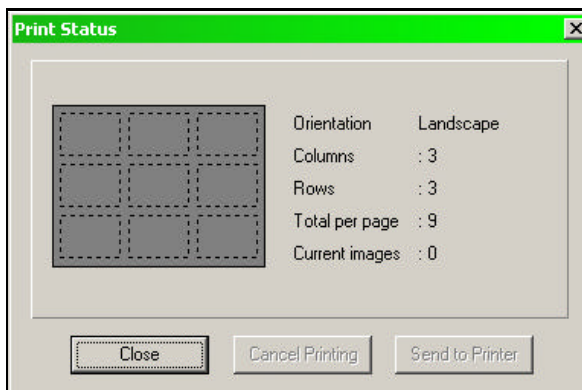 Print Status
Orientation Landscape
Columns : 3
Rows : 3
Total per page : 9
Current images : 0
Close Cancel Printing Send to Printer